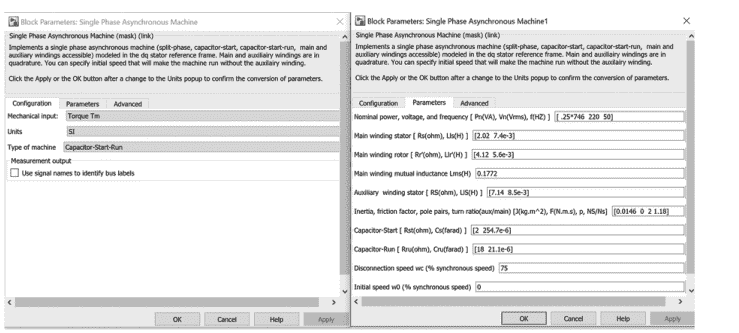 Block Parameters: Single Phase Asynchronous Machine
Single Phase Asynchronous Machine (mask) (link)
Implements a single phase asynchronous machine (split-phase, capacitor-start, capacitor-start-run, main and
auxiliary windings accessible) modeled in the dq stator reference frame. Main and auxiliary windings are in
quadrature. You can specify initial speed that will make the machine run without the auxiliary winding.
Click the Apply or the OK button after a change to the Units popup to confirm the conversion of parameters.
Configuration Parameters Advanced
Mechanical input: Torque Tm
Units SI
Type of machine Capacitor-Start-Run
Measurement output
Use signal names to identify bus labels
OK Cancel Help Apply
Block Parameters: Single Phase Asynchronous Machine1
Single Phase Asynchronous Machine (mask) (link)
Implements a single phase asynchronous machine (split-phase, capacitor-start, capacitor-start-run, main and
auxiliary windings accessible) modeled in the dq stator reference frame. Main and auxiliary windings are in
quadrature. You can specify initial speed that will make the machine run without the auxiliary winding.
Click the Apply or the OK button after a change to the Units popup to confirm the conversion of parameters.
Configuration Parameters Advanced
Nominal power, voltage, and frequency [ Pn(VA), Vn(Vrms), f(HZ) ] [ .25*746 220 50]
Main winding stator [ Rs(ohm), Lls(H) ] [2.02 7.4e-3]
Main winding rotor [ Rr'(ohm), Llr'(H) ] [4.12 5.6e-3]
Main winding mutual inductance Lms(H) 0.1772
Auxiliary winding stator [ RS(ohm), LlS(H) ] [7.14 8.5e-3]
Inertia, friction factor, pole pairs, turn ratio(aux/main) [J(kg.m^2), F(N.m.s), p, NS/Ns] [0.0146 0 2 1.18]
Capacitor-Start [ Rst(ohm), Cs(farad) ] [2 254.7e-6]
Capacitor-Run [ Rru(ohm), Cru(farad) ] [18 21.1e-6]
Disconnection speed wc (% synchronous speed) 75
Initial speed w0 (% synchronous speed) 0
OK Cancel Help Apply